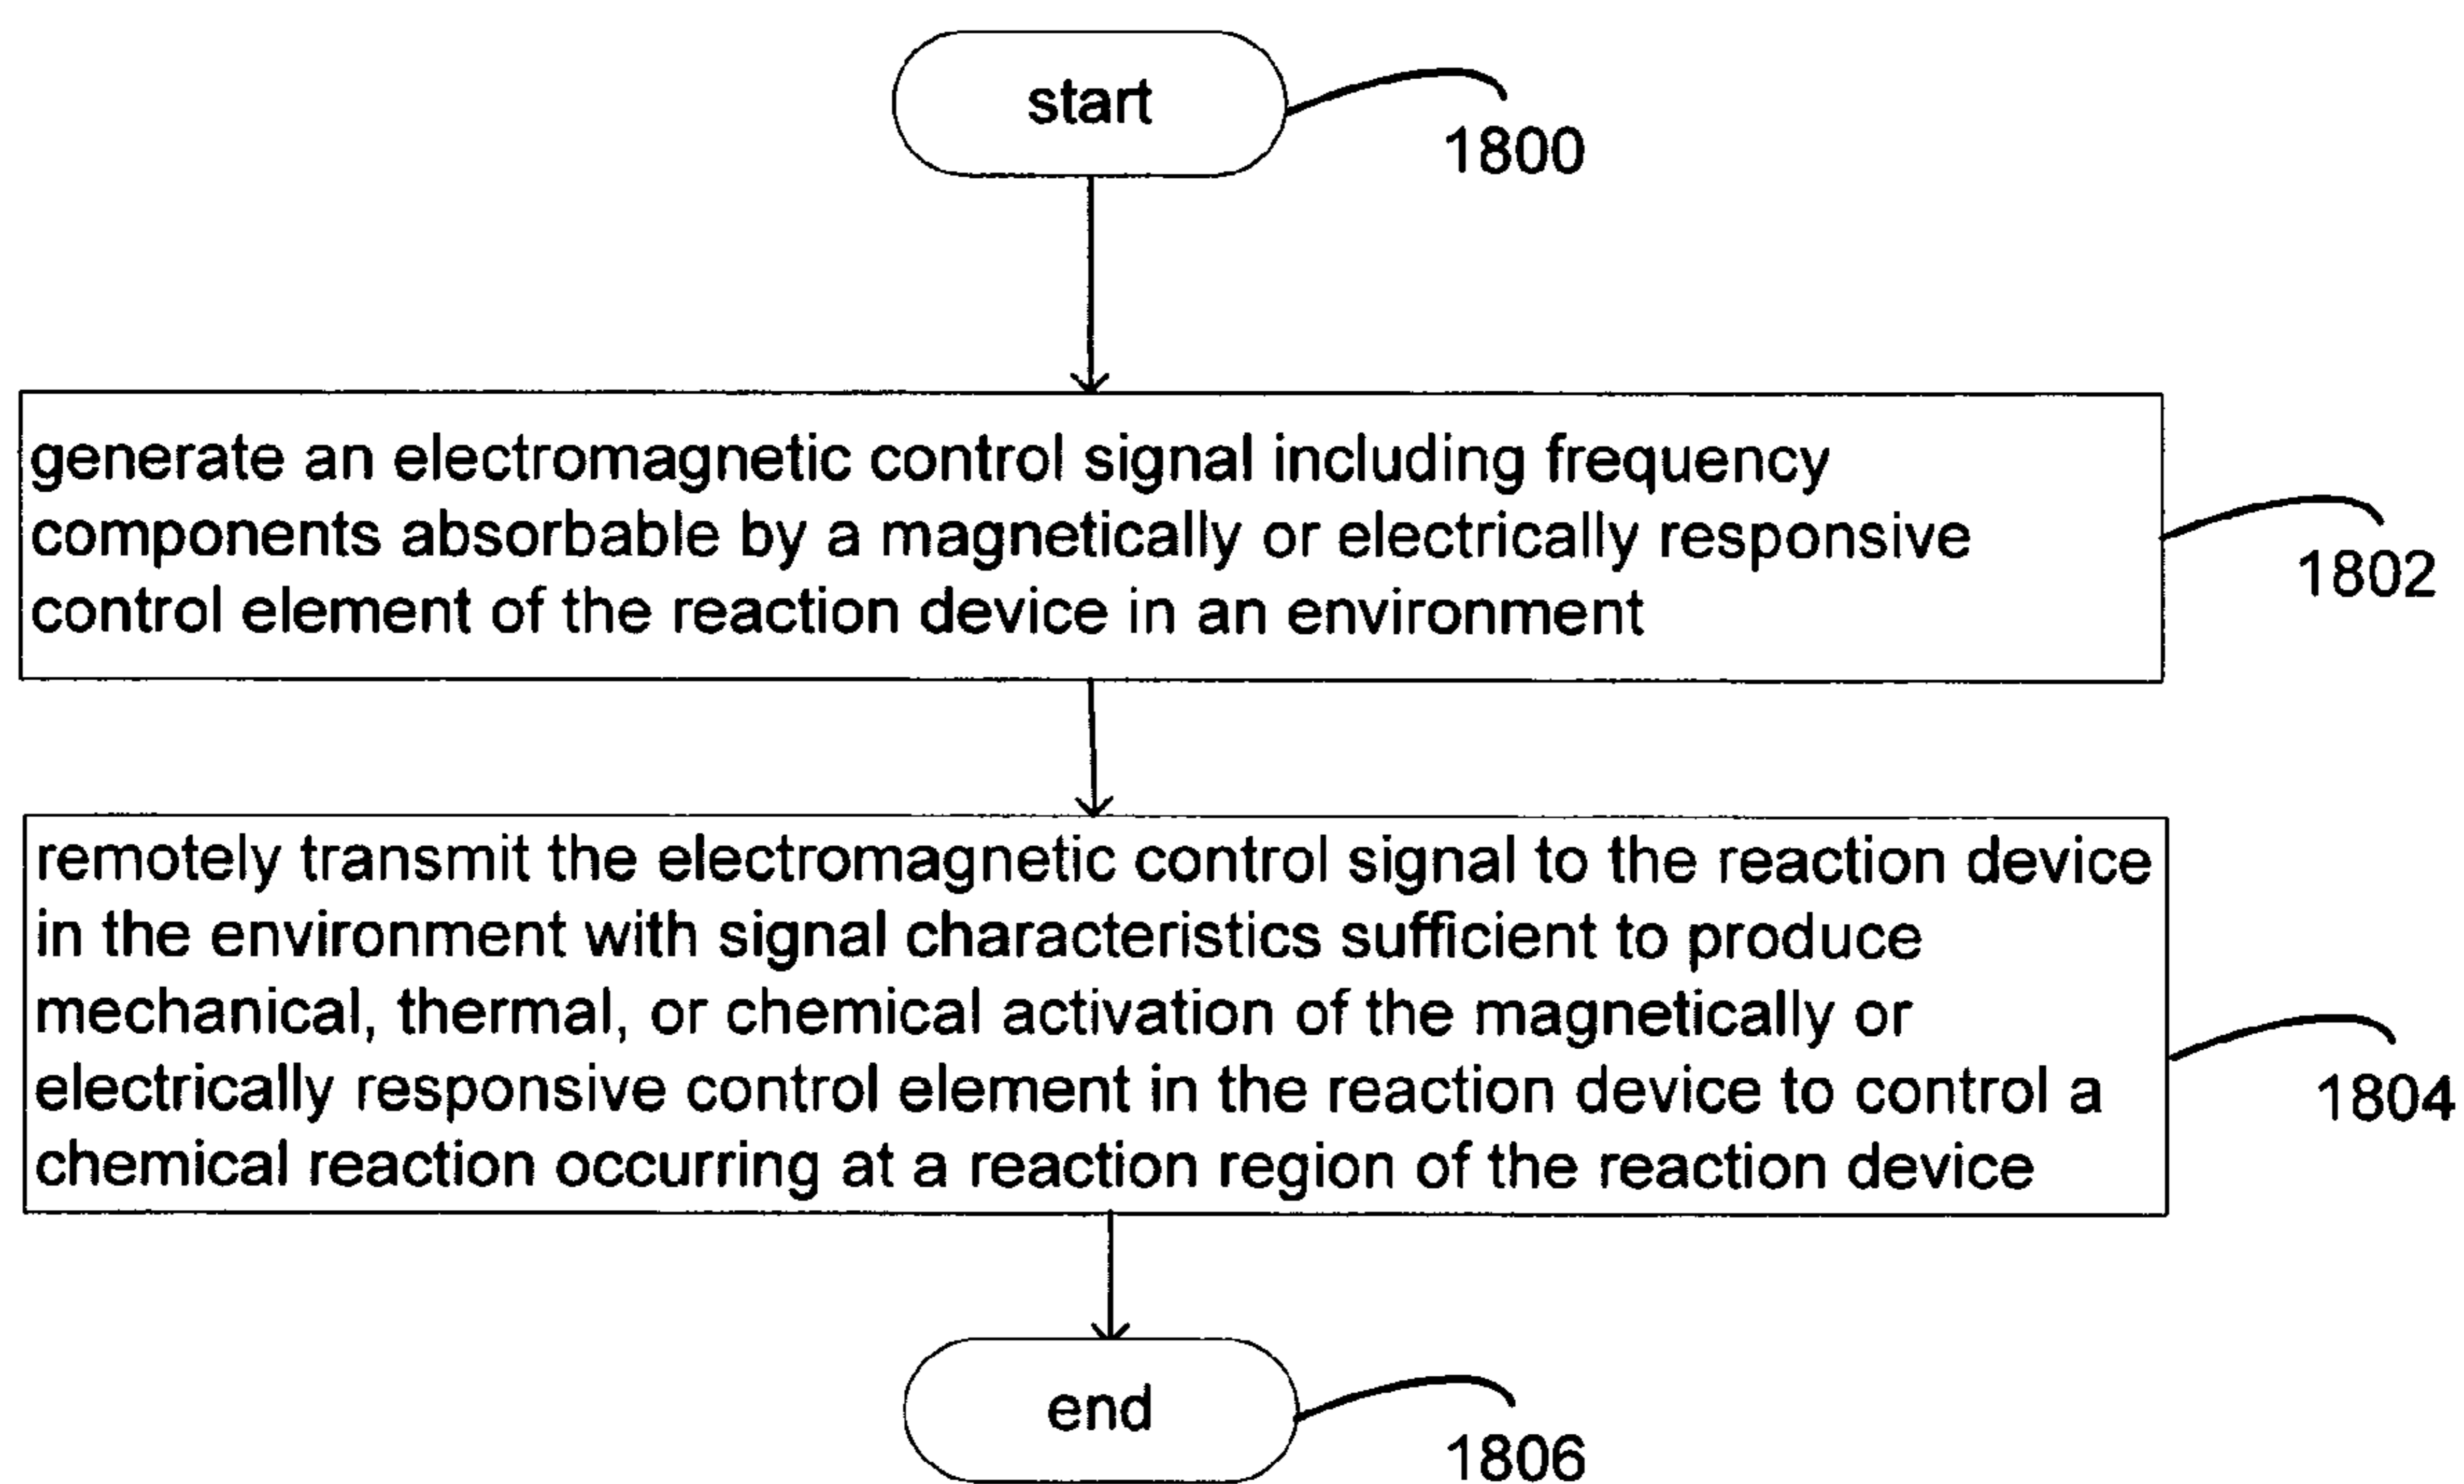 start
1800
generate an electromagnetic control signal including frequency
components absorbable by a magnetically or electrically responsive
control element of the reaction device in an environment
1802
remotely transmit the electromagnetic control signal to the reaction device
in the environment with signal characteristics sufficient to produce
mechanical, thermal, or chemical activation of the magnetically or
electrically responsive control element in the reaction device to control a
chemical reaction occurring at a reaction region of the reaction device
1804
end
1806